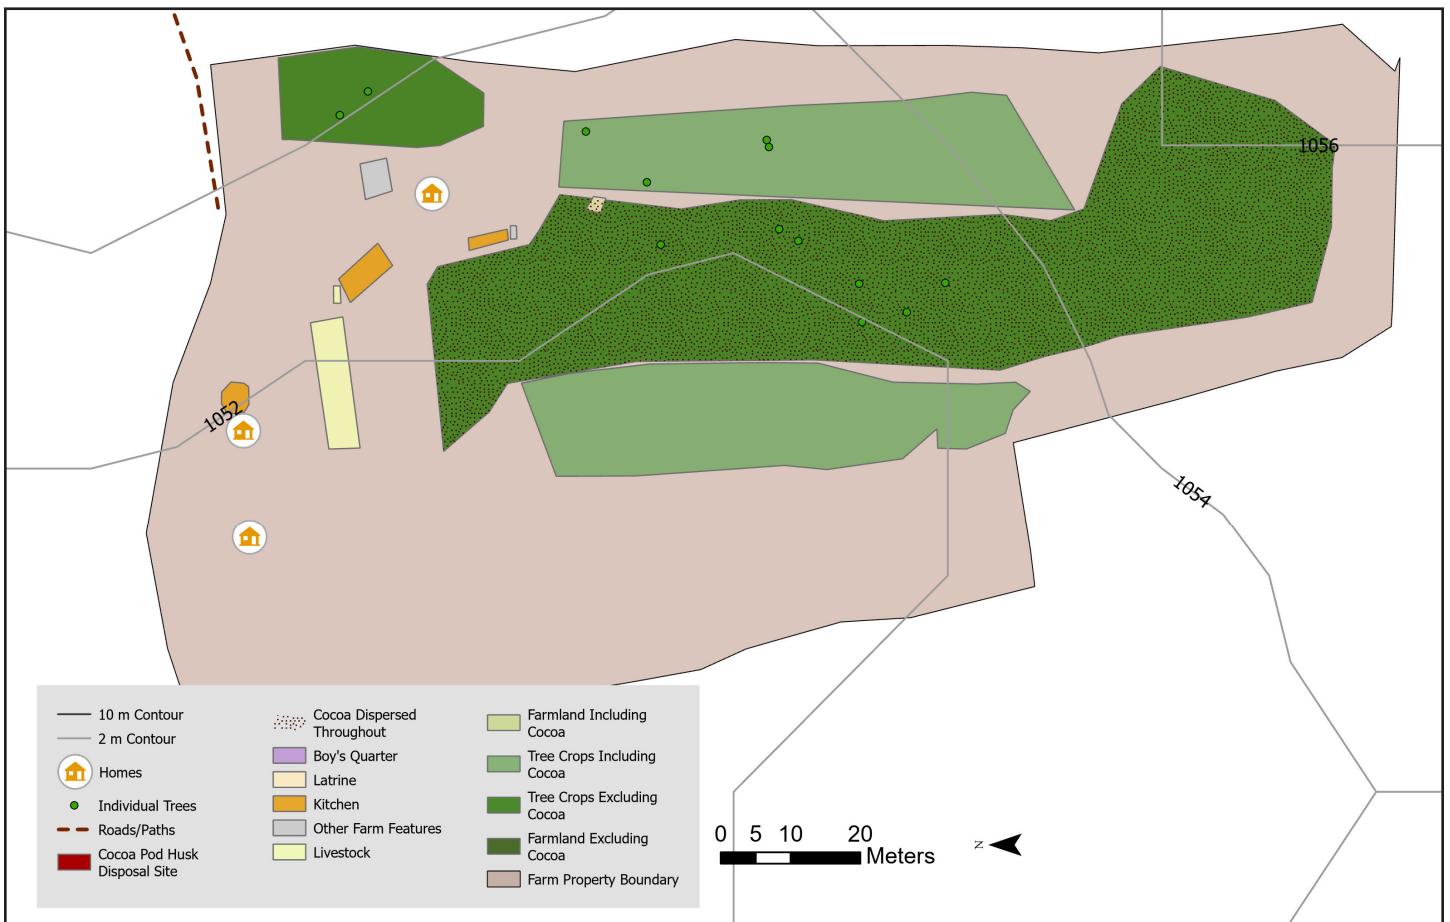 1056
1052
1054
10 m Contour
2 m Contour
Homes
Individual Trees
Roads/Paths
Cocoa Pod Husk
Disposal Site
Cocoa Dispersed
Throughout
Boy's Quarter
Latrine
Kitchen
Other Farm Features
Livestock
Farmland Including
Cocoa
Tree Crops Including
Cocoa
Tree Crops Excluding
Cocoa
Farmland Excluding
Cocoa
Farm Property Boundary
0 5 10 20
Meters
N